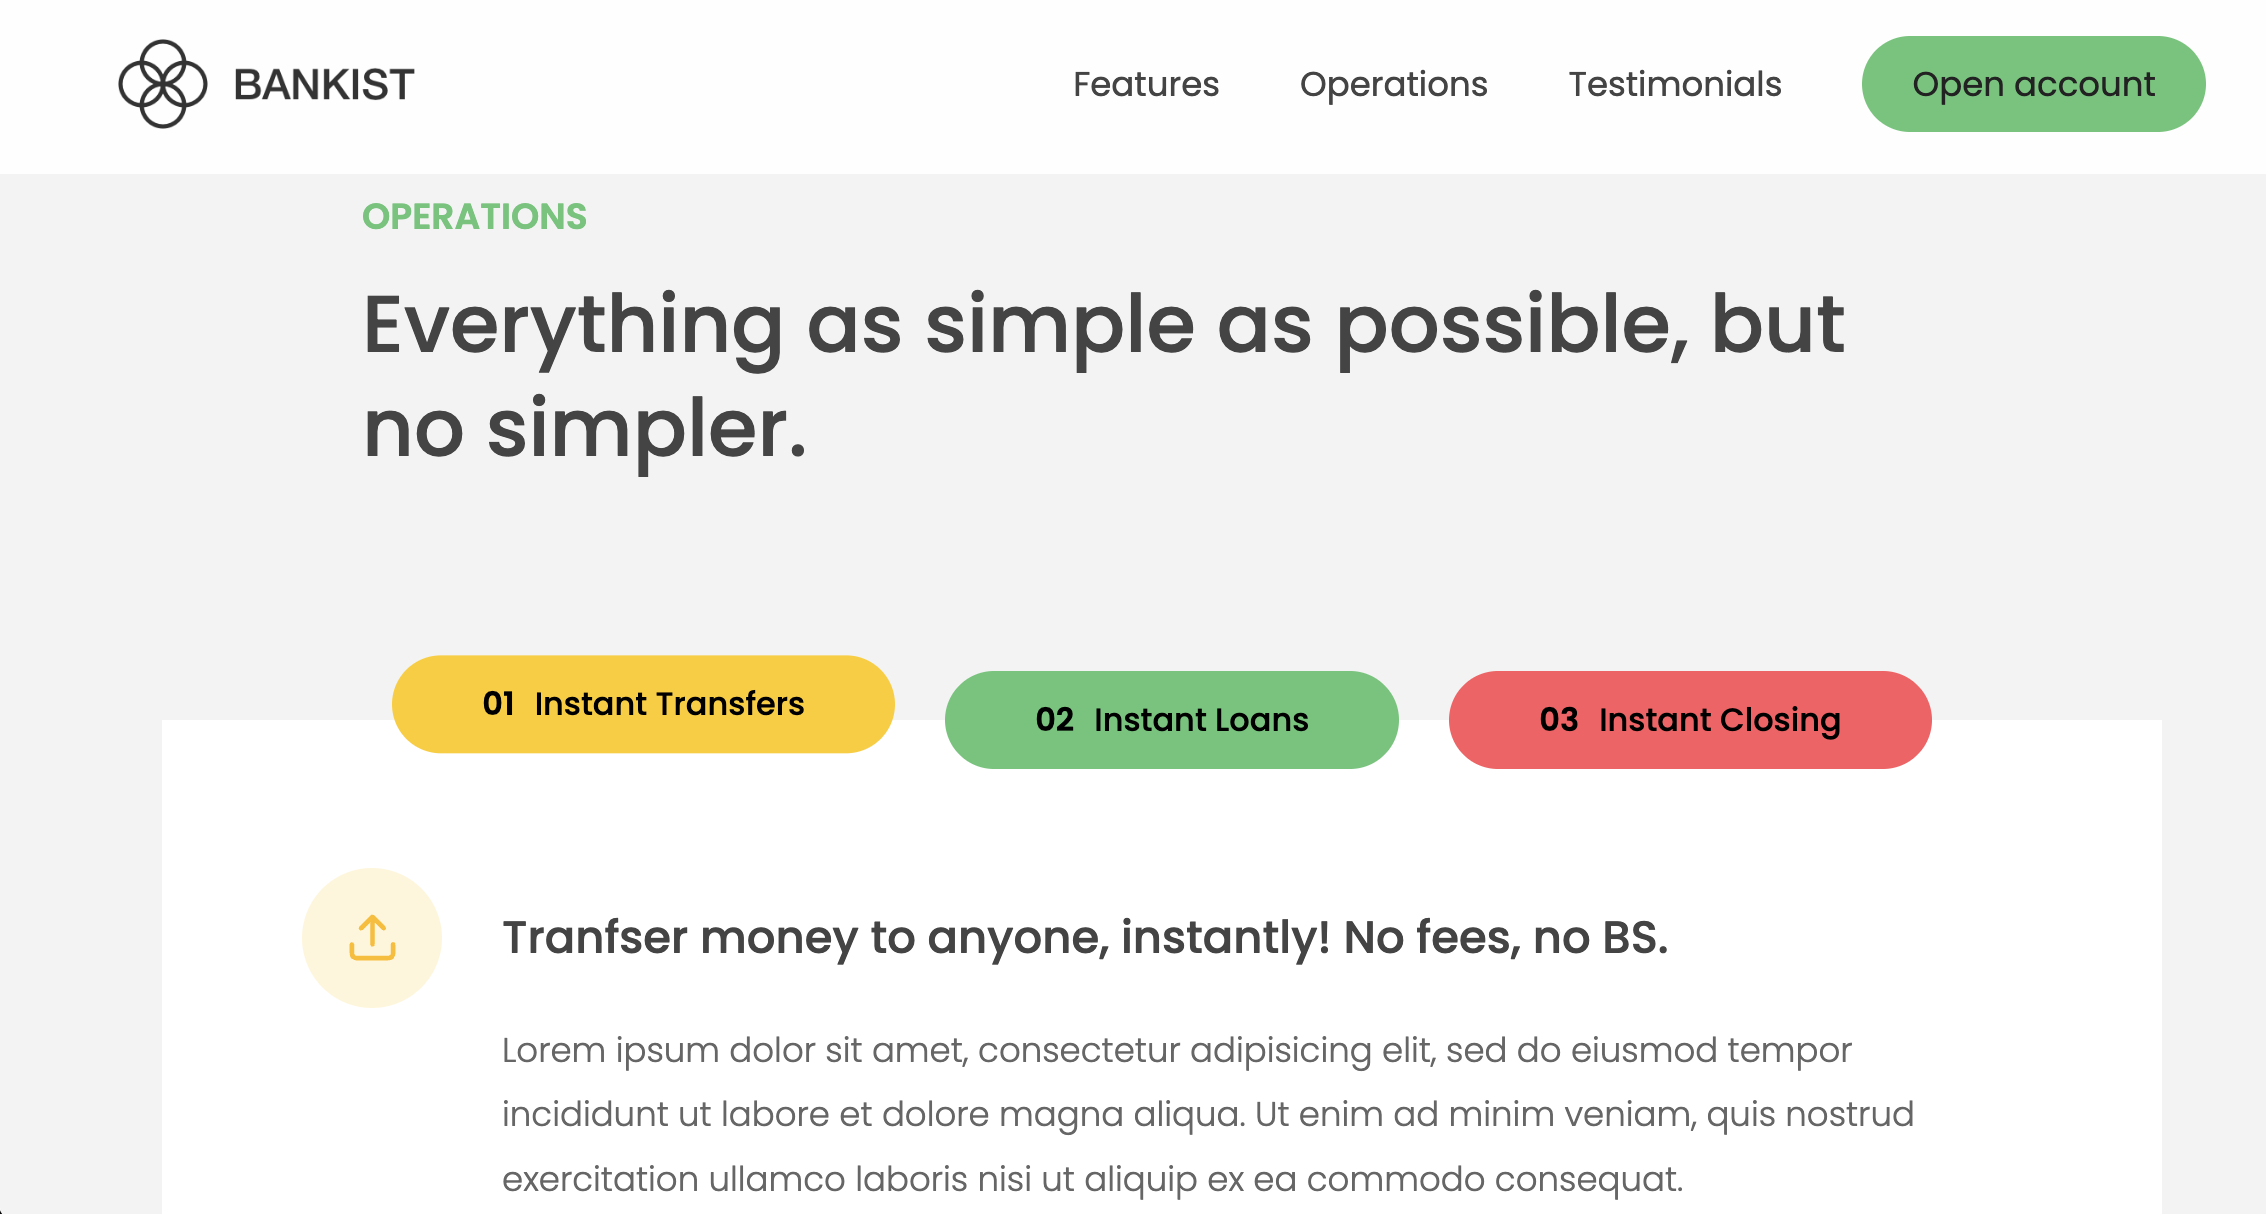 BANKIST
Features
Operations
Testimonials
Open account
OPERATIONS
Everything as simple as possible, but
no simpler.
01 Instant Transfers
02 Instant Loans
03 Instant Closing
Tranfser money to anyone, instantly! No fees, no BS.
Lorem ipsum dolor sit amet, consectetur adipisicing elit, sed do eiusmod tempor
incididunt ut labore et dolore magna aliqua. Ut enim ad minim veniam, quis nostrud
exercitation ullamco laboris nisi ut aliquip ex ea commodo consequat.